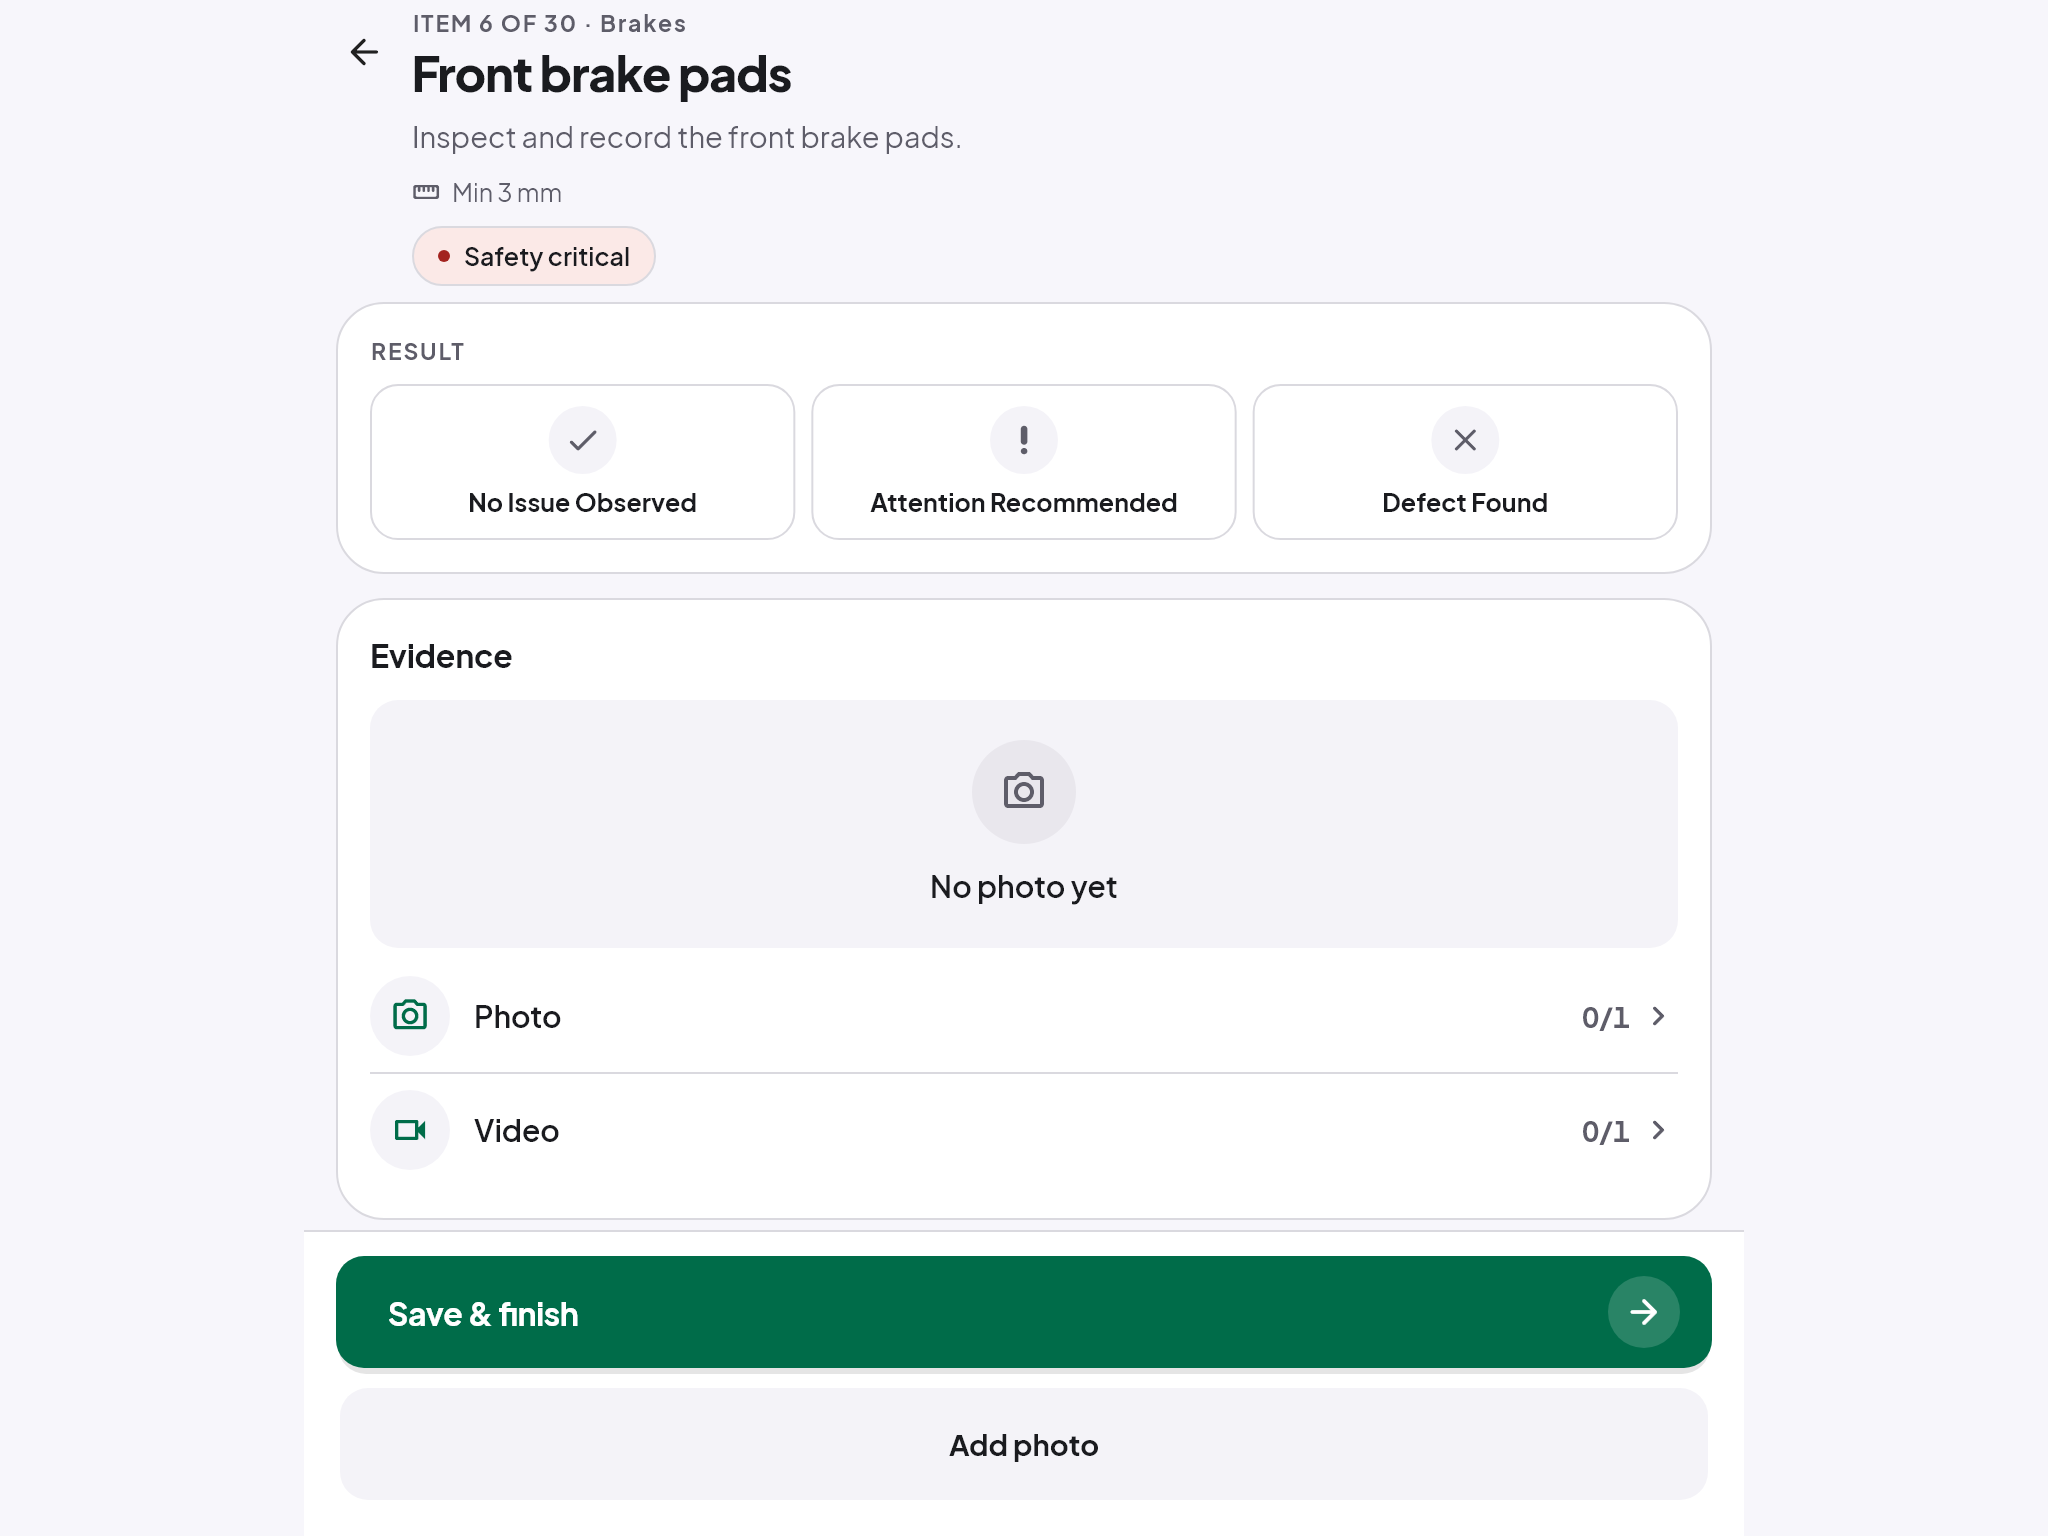 ITEM 6 OF 30 · Brakes
Front brake pads
Inspect and record the front brake pads.
Min 3 mm
Safety critical
RESULT
No Issue Observed
Attention Recommended
Defect Found
Evidence
No photo yet
Photo
0/1
Video
0/1
Save & finish
Add photo